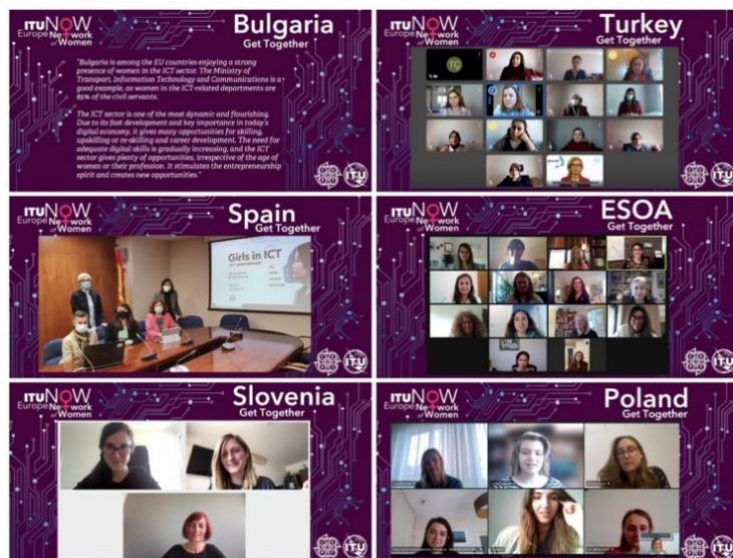 ITU NOW
Europe Network
of Women
Bulgaria
Get Together
"Bulgaria is among the EU countries enjoying a strong
presence of women in the ICT sector. The Ministry of
Transport, Information Technology and Communications is a
good example, as women in the ICT-related departments are
85% of the civil servants.
The ICT sector is one of the most dynamic and flourishing.
Due to its fast development and key importance in today's
digital economy, it gives many opportunities for skilling,
upskilling or re-skilling and career development. The need for
adequate digital skills is gradually increasing, and the ICT
sector gives plenty of opportunities, irrespective of the age of
women or their profession. It stimulates the entrepreneurship
spirit and creates new opportunities."
ITU
ITU NOW
Europe Network
of Women
Turkey
Get Together
TC
ITU
ITU NOW
Europe Network
of Women
Spain
Get Together
Girls in ICT
ITU
ITU NOW
Europe Network
of Women
ESOA
Get Together
ITU
ITU NOW
Europe Network
of Women
Slovenia
Get Together
ITU
ITU NOW
Europe Network
of Women
Poland
Get Together
ITU